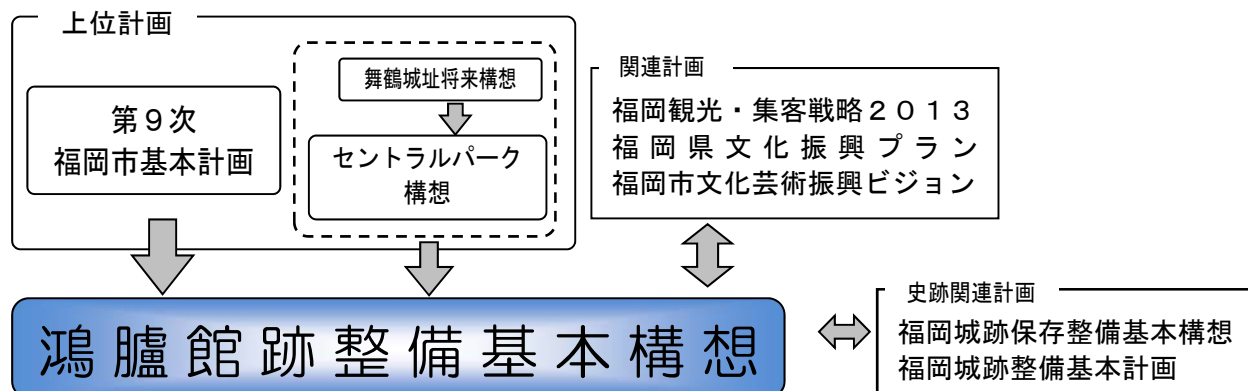 上位計画
第９次
福岡市基本計画
舞鶴城址将来構想
セントラルパーク
構想
関連計画
福岡観光・集客戦略２０１３
福岡県文化振興プラン
福岡市文化芸術振興ビジョン
鴻臚館跡整備基本構想
史跡関連計画
福岡城跡保存整備基本構想
福岡城跡整備基本計画